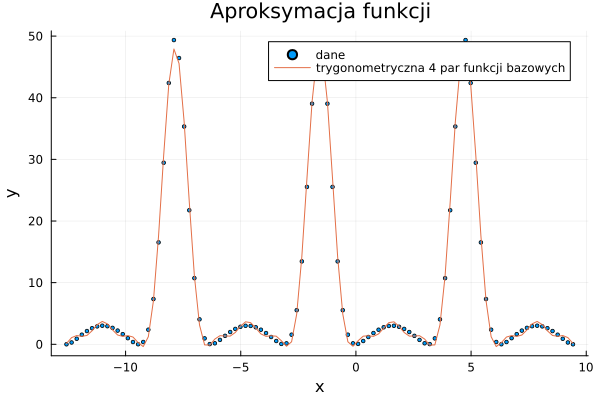 Aproksymacja funkcji
dane
trygonometryczna 4 par funkcji bazowych
y
50
40
30
20
10
0
−10
−5
0
5
10
x